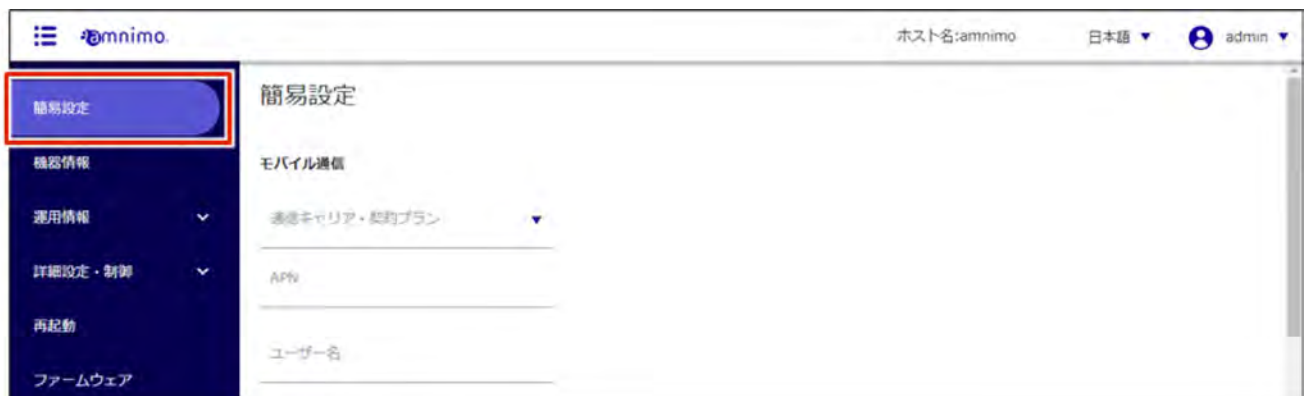 amnimo
ホスト名:amnimo 日本語 admin
簡易設定
機器情報
運用情報
詳細設定・制御
再起動
ファームウェア
簡易設定
モバイル通信
通信キャリア・契約プラン
APN
ユーザー名